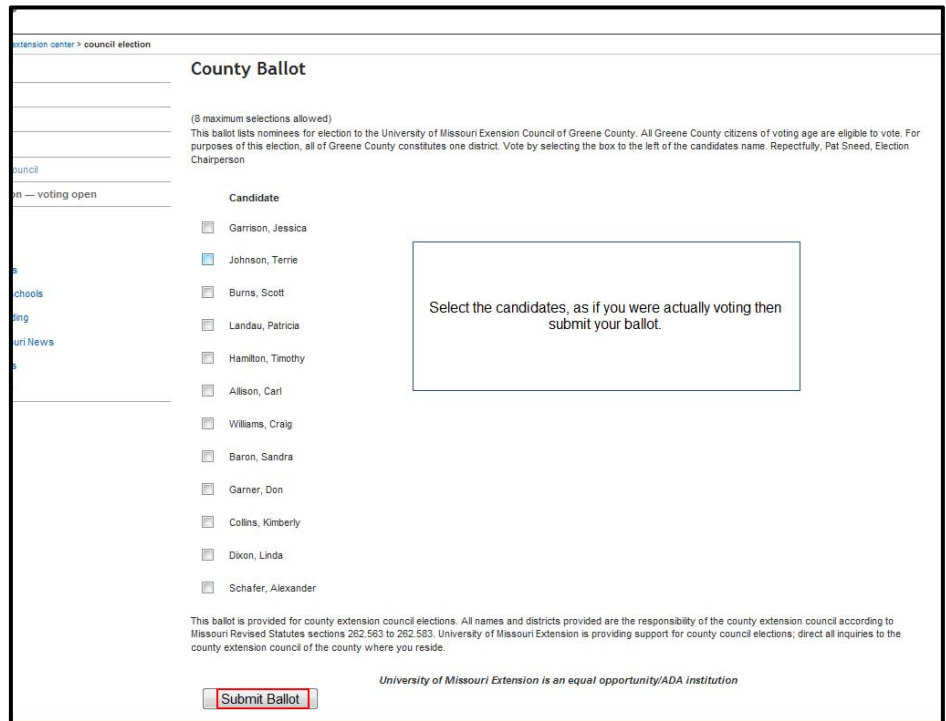 extension center > council election
County Ballot
(8 maximum selections allowed)
This ballot lists nominees for election to the University of Missouri Exension Council of Greene County. All Greene County citizens of voting age are eligible to vote. For
purposes of this election, all of Greene County constitutes one district. Vote by selecting the box to the left of the candidates name. Repectfully, Pat Sneed, Election
Chairperson
voting open
Candidate
Garrison, Jessica
Johnson, Terrie
Burns, Scott
Landau, Patricia
Hamilton, Timothy
Allison, Carl
Williams, Craig
Baron, Sandra
Garner, Don
Collins, Kimberly
Dixon, Linda
Schafer, Alexander
schools
News
Select the candidates, as if you were actually voting then
submit your ballot.
This ballot is provided for county extension council elections. All names and districts provided are the responsibility of the county extension council according to
Missouri Revised Statutes sections 262.563 to 262.583. University of Missouri Extension is providing support for county council elections; direct all inquiries to the
county extension council of the county where you reside.
University of Missouri Extension is an equal opportunity/ADA institution
Submit Ballot